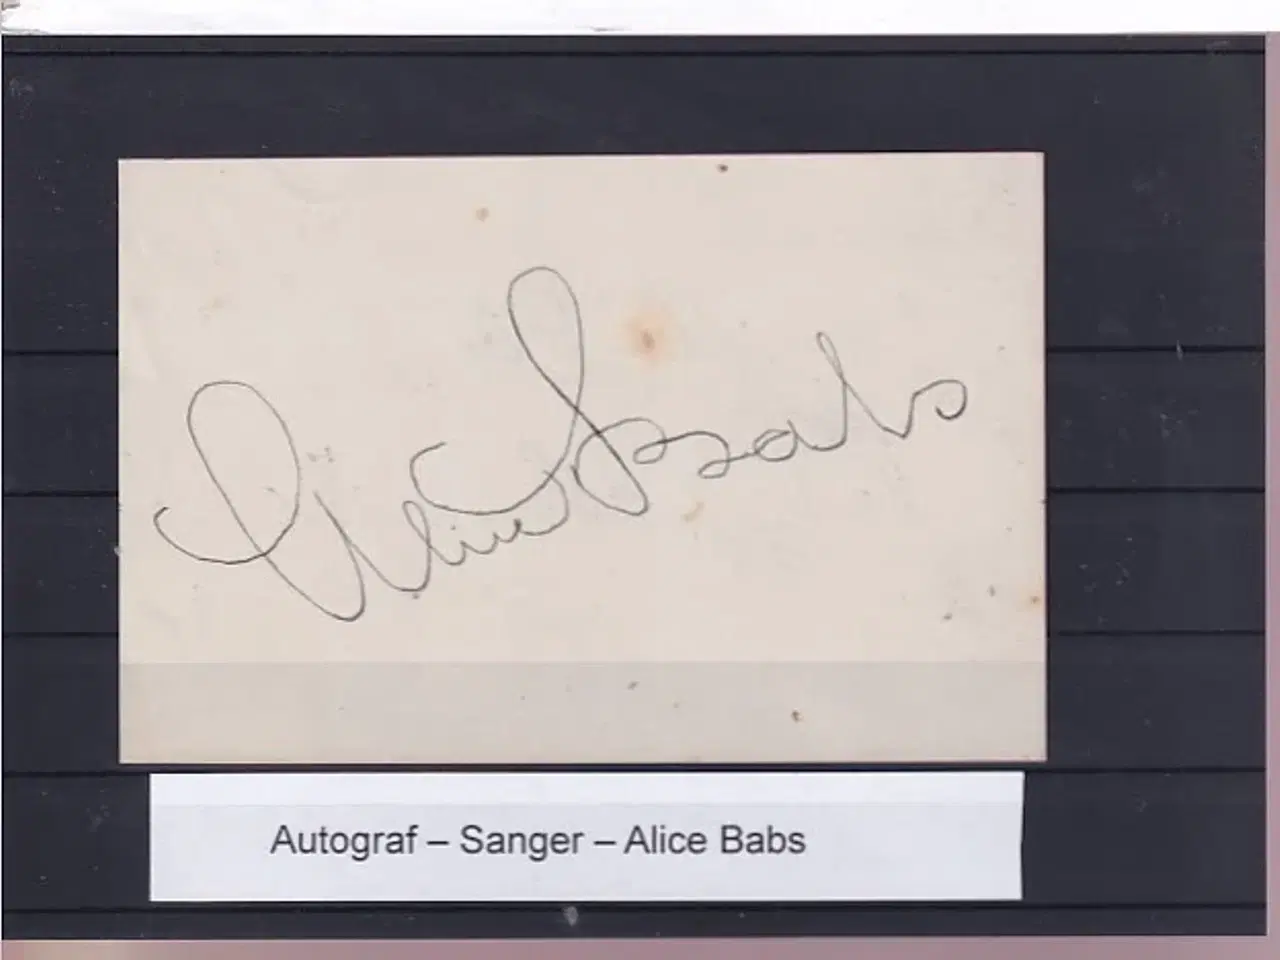 Alice Babs
Autograf – Sanger – Alice Babs